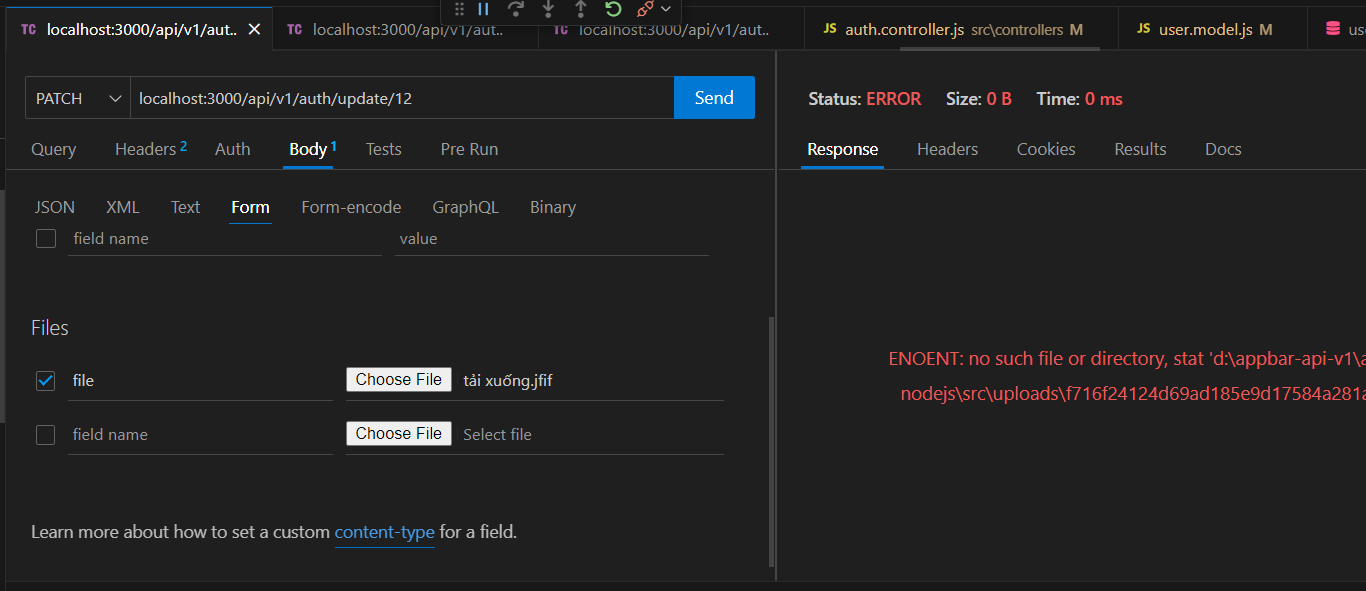 TC localhost:3000/api/v1/aut.. TC localhost:3000/api/v1/aut.. TC localhost:3000/api/v1/aut.. JS auth.controller.js src\controllers M JS user.model.js M
PATCH localhost:3000/api/v1/auth/update/12 Send
Query Headers 2 Auth Body 1 Tests Pre Run
JSON XML Text Form Form-encode GraphQL Binary
field name value
Files
file Choose File tải xuống.jfif
field name Choose File Select file
Learn more about how to set a custom content-type for a field.
Status: ERROR Size: 0 B Time: 0 ms
Response Headers Cookies Results Docs
ENOENT: no such file or directory, stat 'd:\appbar-api-v1\a
nodejs\src\uploads\f716f24124d69ad185e9d17584a281a